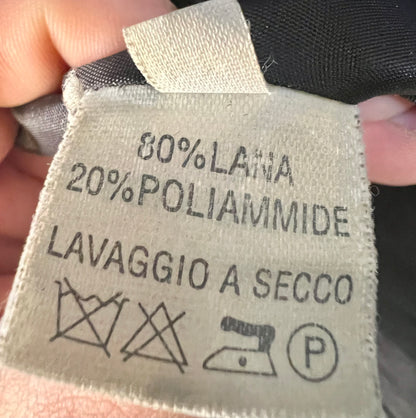 80%LANA
20%POLIAMMIDE
LAVAGGIO A SECCO
P